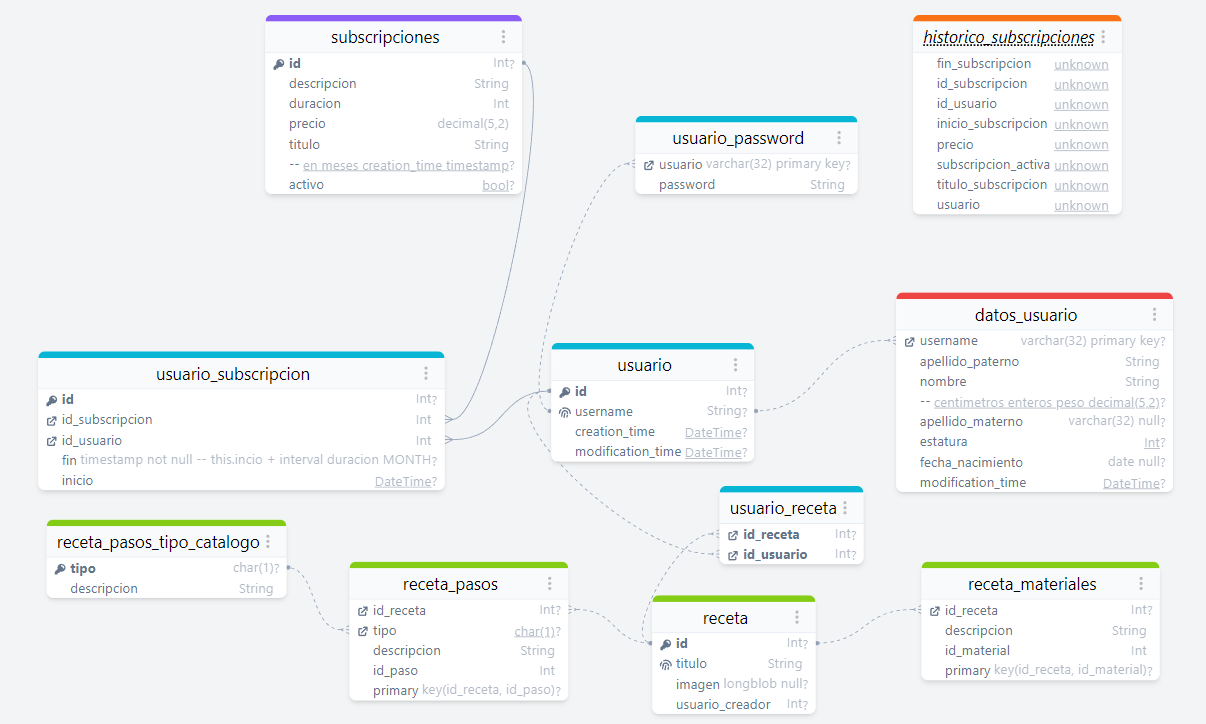 subscripciones
id Int?
descripcion String
duracion Int
precio decimal(5,2)
titulo String
-- en meses creation_time timestamp?
activo bool?
historico_subscripciones
fin_subscripcion unknown
id_subscripcion unknown
id_usuario unknown
inicio_subscripcion unknown
precio unknown
subscripcion_activa unknown
titulo_subscripcion unknown
usuario unknown
usuario_password
usuario varchar(32) primary key?
password String
datos_usuario
username varchar(32) primary key?
apellido_paterno String
nombre String
-- centimetros enteros peso decimal(5,2)?
apellido_materno varchar(32) null?
estatura Int?
fecha_nacimiento date null?
modification_time DateTime?
usuario_subscripcion
id Int?
id_subscripcion Int
id_usuario Int
fin timestamp not null -- this.incio + interval duracion MONTH?
inicio DateTime?
usuario
id Int?
username String?
creation_time DateTime?
modification_time DateTime?
usuario_receta
id_receta Int?
id_usuario Int?
receta_pasos_tipo_catalogo
tipo char(1)?
descripcion String
receta_pasos
id_receta Int?
tipo char(1)?
descripcion String
id_paso Int
primary key(id_receta, id_paso)?
receta
id Int?
titulo String
imagen longblob null?
usuario_creador Int?
receta_materiales
id_receta Int?
descripcion String
id_material Int
primary key(id_receta, id_material)?